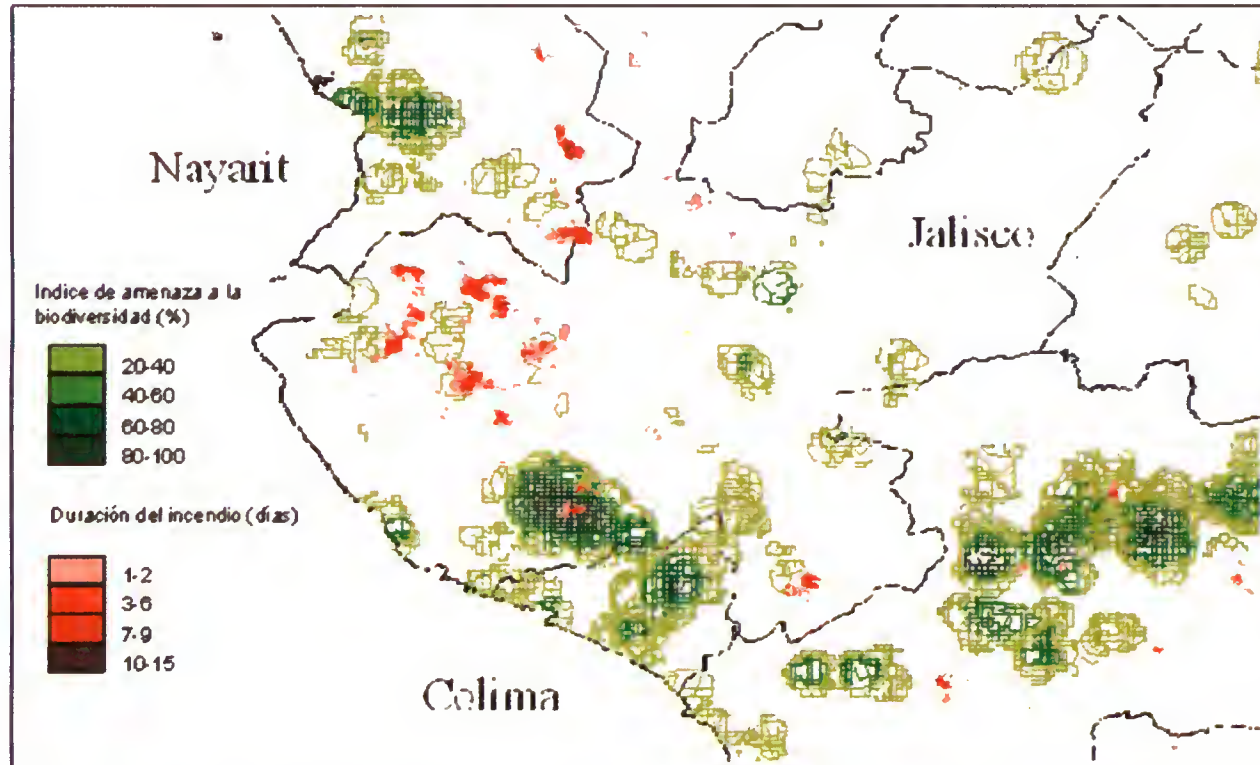 Nayarit
Jalisco
Indice de amenaza a la
biodiversidad (%)
20-40
40-60
60-80
80-100
Duración del incendio (días)
1-2
3-6
7-9
10-15
Colima